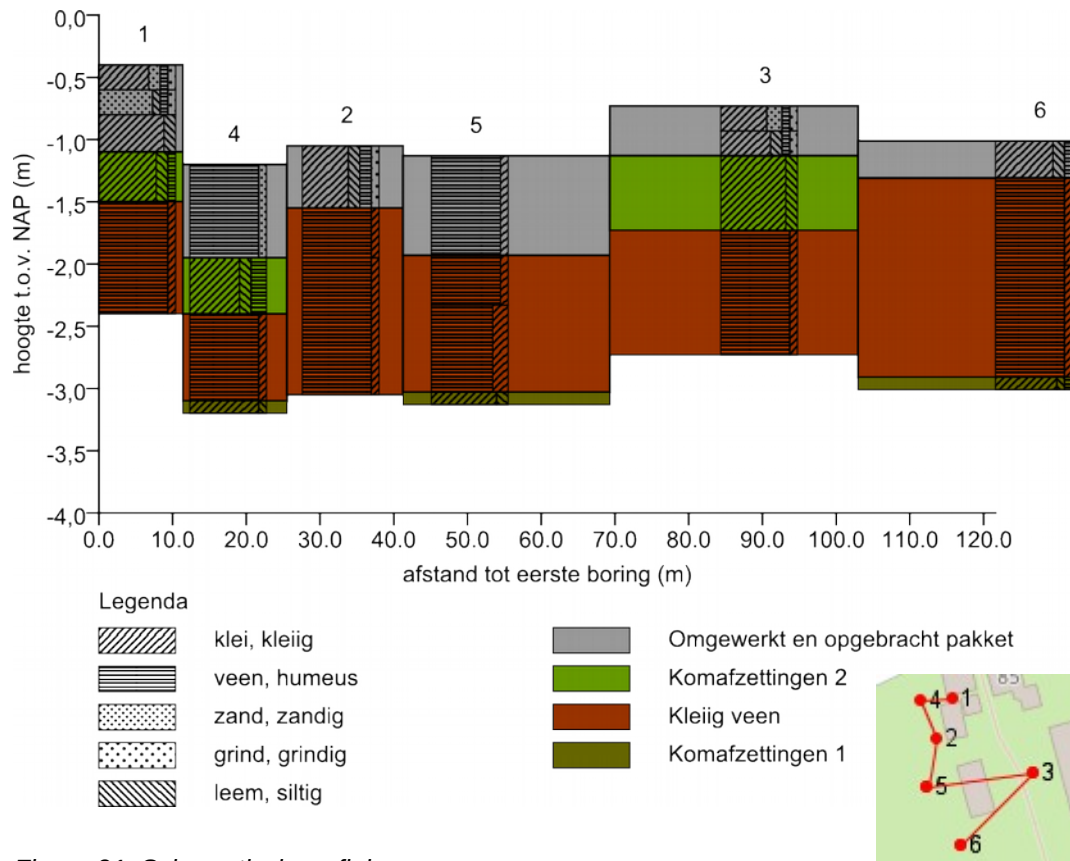 0,0
1
-0,5
3
-1,0
4
2
5
6
-1,5
-2,0
-2,5
-3,0
-3,5
-4,0
hoogte t.o.v. NAP (m)
0.0 10.0 20.0 30.0 40.0 50.0 60.0 70.0 80.0 90.0 100.0 110.0 120.0
afstand tot eerste boring (m)
Legenda
klei, kleiig
veen, humeus
zand, zandig
grind, grindig
leem, siltig
Omgewerkt en opgebracht pakket
Komafzettingen 2
Kleiig veen
Komafzettingen 1
85
4 1
2
3
5
6